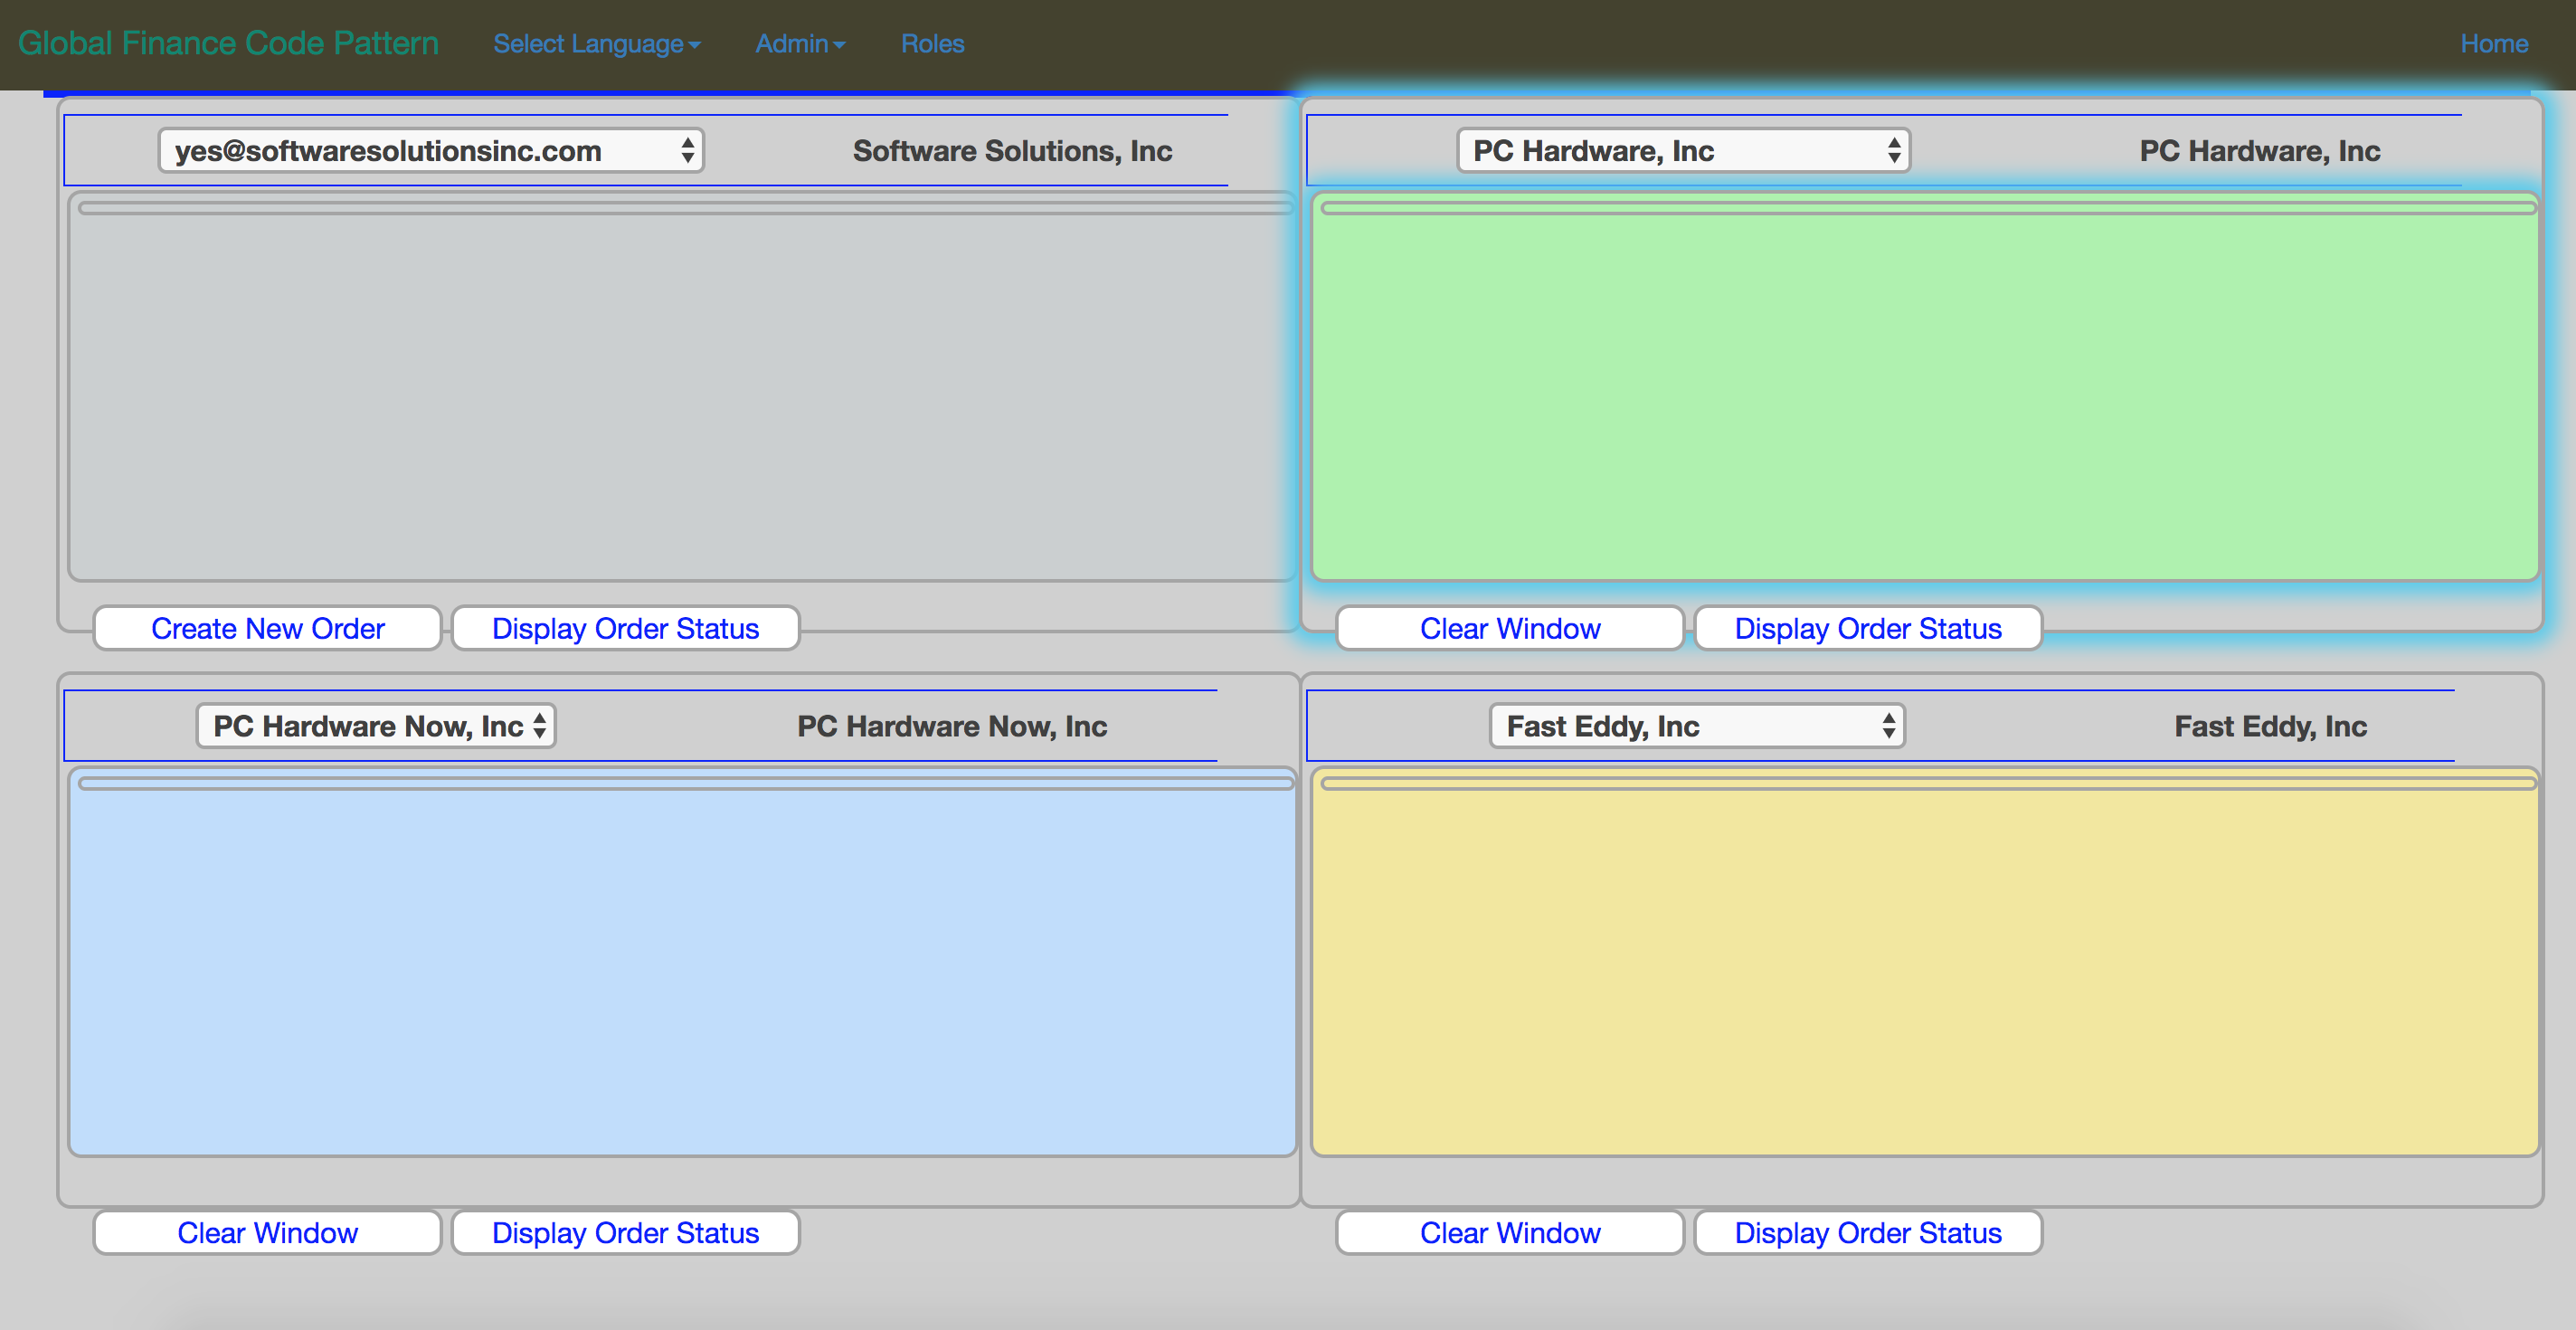 Global Finance Code Pattern Select Language Admin Roles Home
yes@softwaresolutionsinc.com Software Solutions, Inc
PC Hardware, Inc PC Hardware, Inc
Create New Order Display Order Status
Clear Window Display Order Status
PC Hardware Now, Inc PC Hardware Now, Inc
Fast Eddy, Inc Fast Eddy, Inc
Clear Window Display Order Status
Clear Window Display Order Status